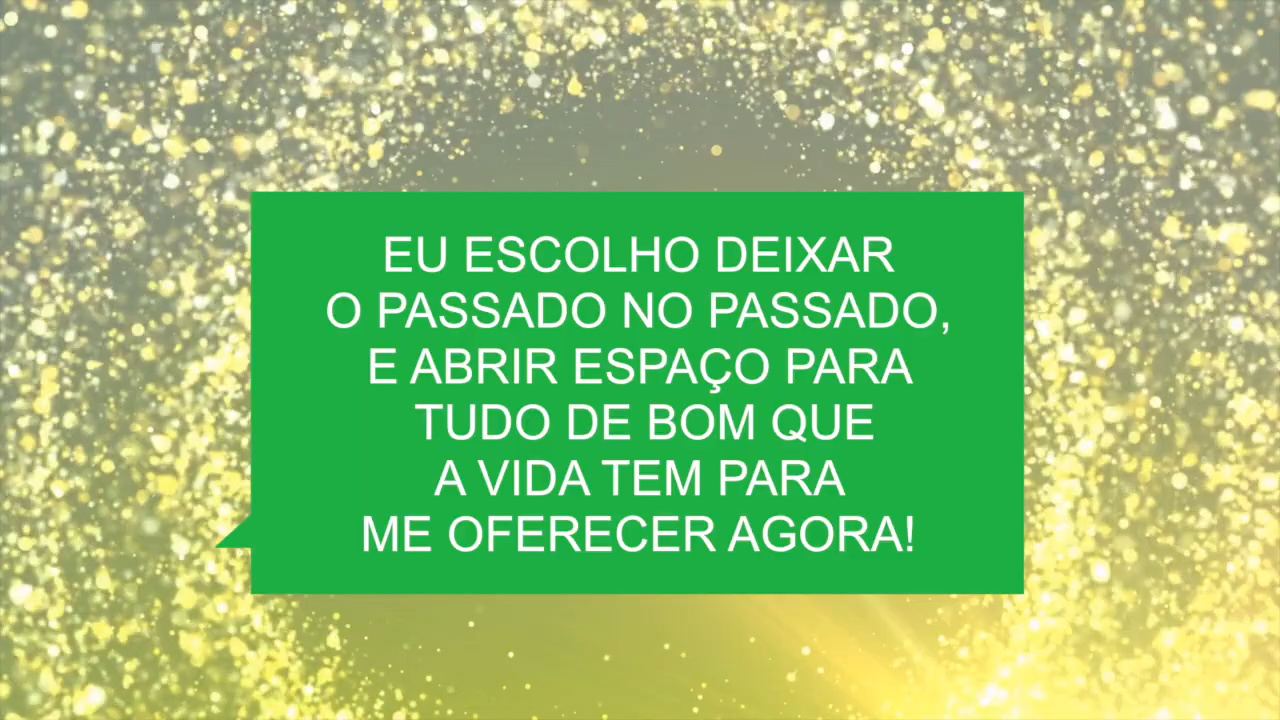 EU ESCOLHO DEIXAR
O PASSADO NO PASSADO,
E ABRIR ESPAÇO PARA
TUDO DE BOM QUE
A VIDA TEM PARA
ME OFERECER AGORA!